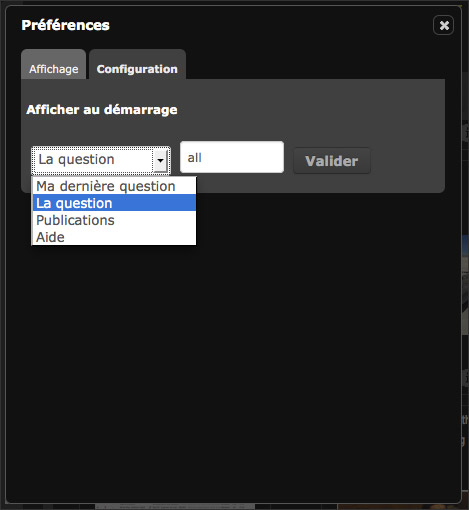 Préférences
Affichage
Configuration
Afficher au démarrage
La question
all
Valider
Ma dernière question
La question
Publications
Aide